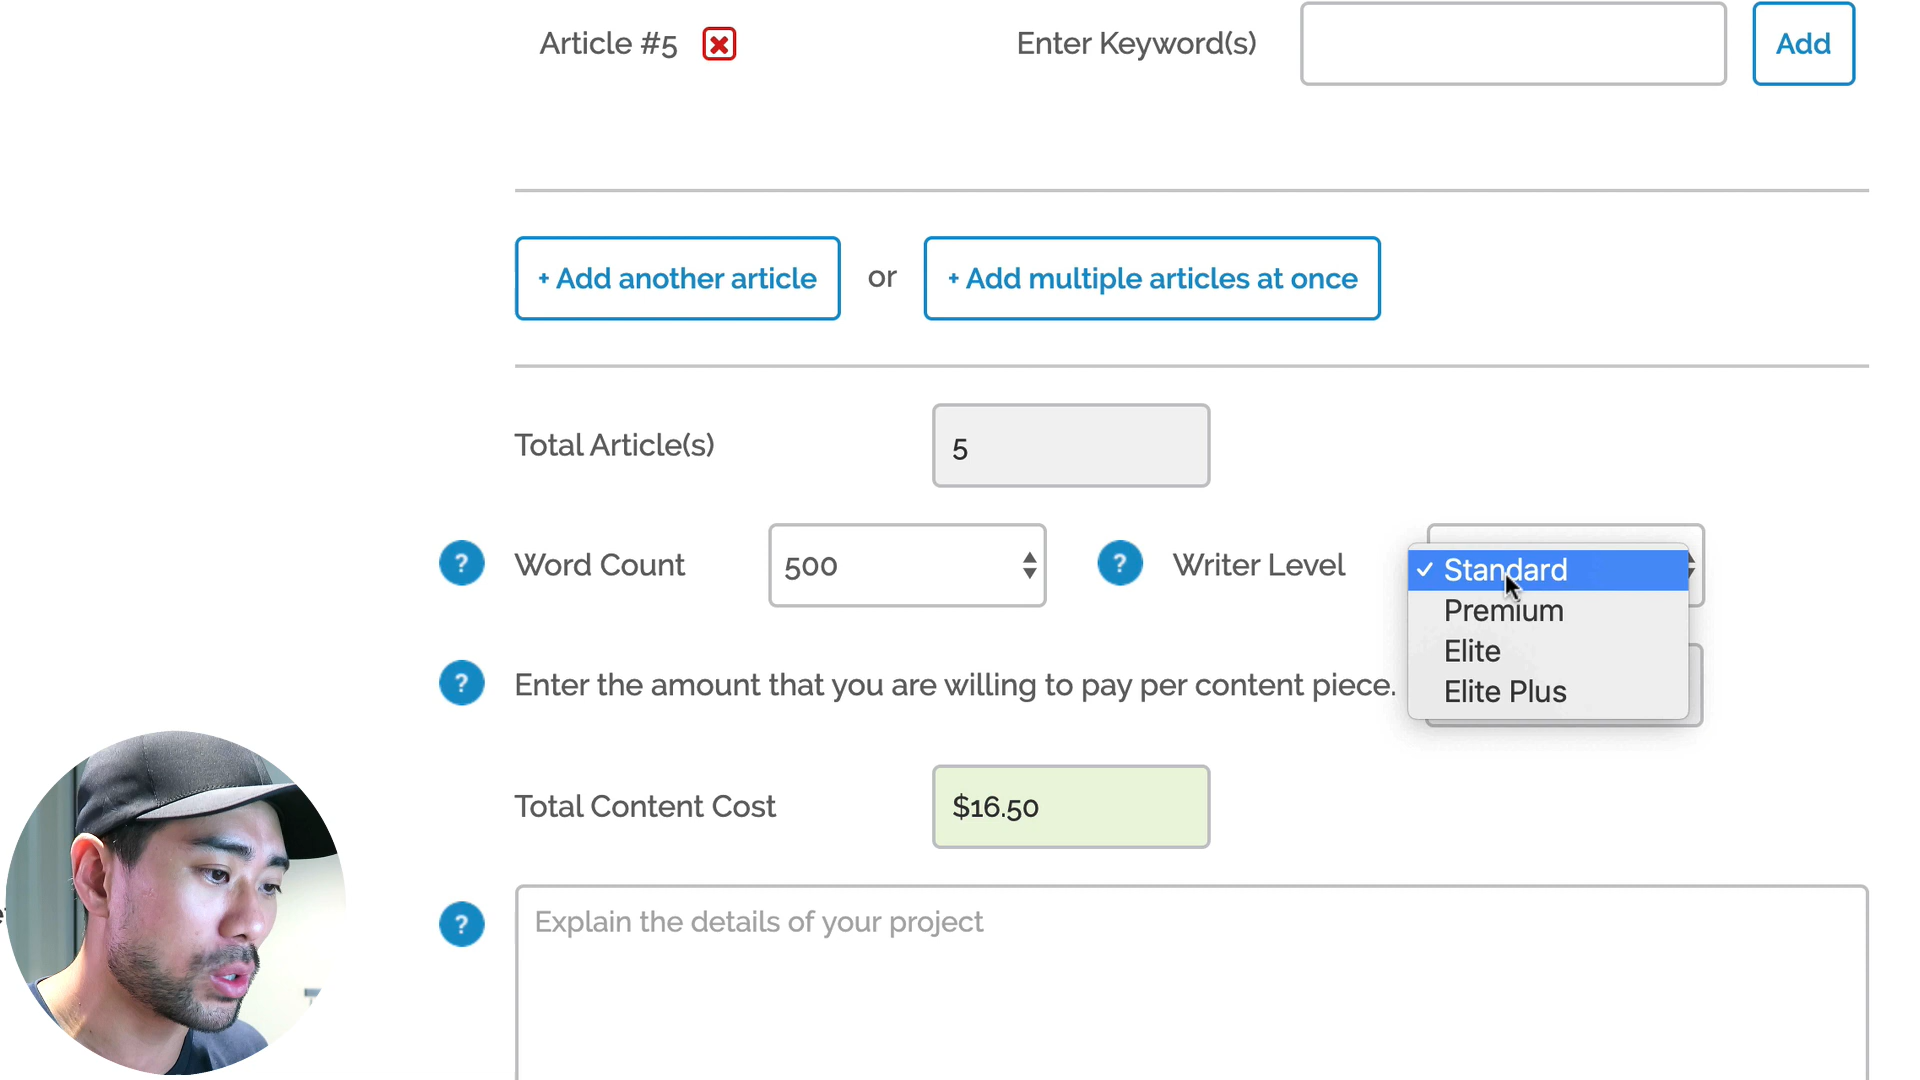 Article #5
Enter Keyword(s)
Add
+ Add another article
or
+ Add multiple articles at once
Total Article(s)
5
? Word Count
500
? Writer Level
✓ Standard
Premium
Elite
Elite Plus
? Enter the amount that you are willing to pay per content piece.
Total Content Cost
$16.50
? Explain the details of your project